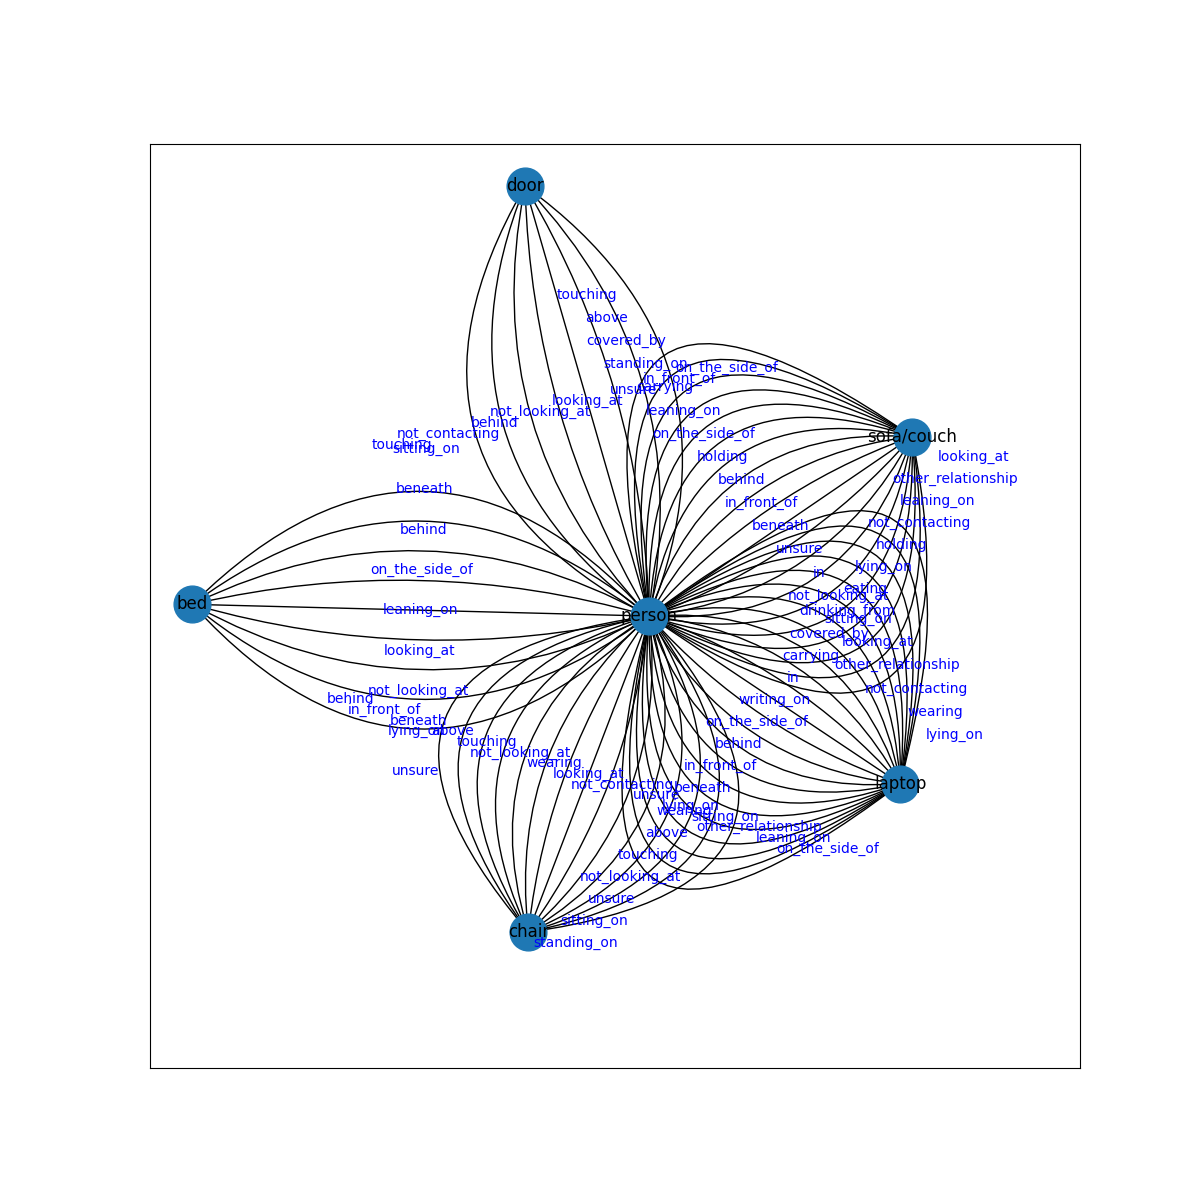 door
touching
above
covered_by
standing_on
on_the_side_of
in_front_of
carrying
unsure
looking_at
leaning_on
not_looking_at
behind
on_the_side_of
not_contacting
sofa/couch
touching
sitting_on
holding
looking_at
behind
other_relationship
beneath
leaning_on
in_front_of
not_contacting
beneath
behind
holding
unsure
lying_on
on_the_side_of
in
eating
not_looking_at
bed
leaning_on
drinking_from
person
sitting_on
covered_by
looking_at
looking_at
carrying
other_relationship
in
not_looking_at
not_contacting
behind
writing_on
in_front_of
wearing
beneath
on_the_side_of
lying_on
above
lying_on
touching
behind
not_looking_at
wearing
in_front_of
unsure
looking_at
not_contacting
laptop
beneath
unsure
lying_on
wearing
sitting_on
other_relationship
above
leaning_on
on_the_side_of
touching
not_looking_at
unsure
sitting_on
chair
standing_on